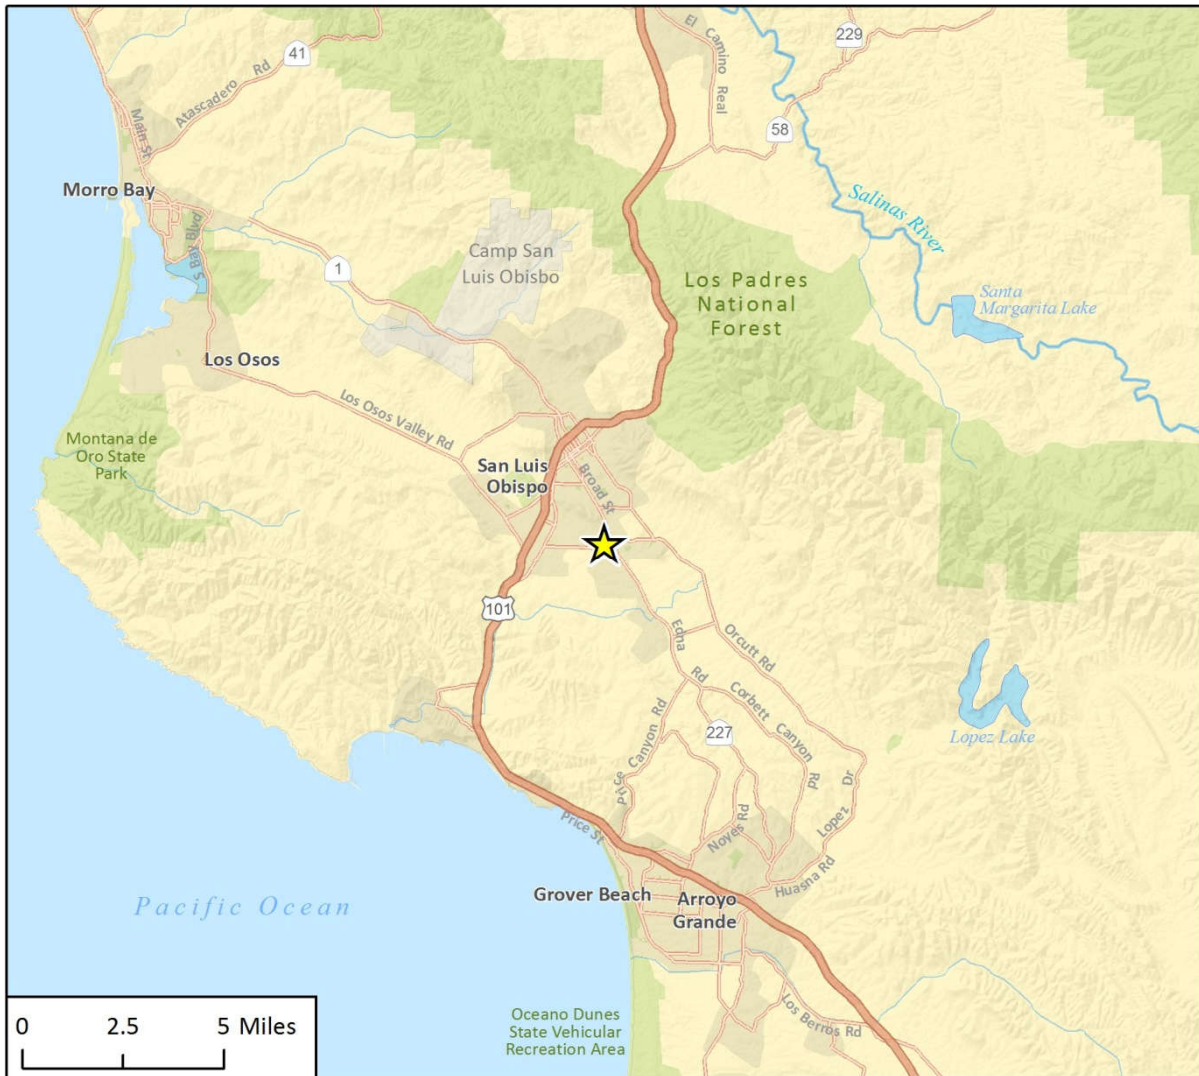 229
41
Atascadero Rd
El Camino Real
Main St
58
Morro Bay
Salinas River
S Bay Blvd
Camp San
Luis Obisbo
1
Los Padres
National
Forest
Santa
Margarita Lake
Los Osos
Los Osos Valley Rd
Montana de
Oro State
Park
San Luis
Obispo
Broad St
101
Edna Rd
Orcutt Rd
Corbett Canyon Rd
Price Canyon Rd
227
Lopez Lake
Lopez Dr
Price St
Noyes Rd
Huasna Rd
Grover Beach
Arroyo
Grande
Pacific Ocean
Los Berros Rd
Oceano Dunes
State Vehicular
Recreation Area
0 2.5 5 Miles